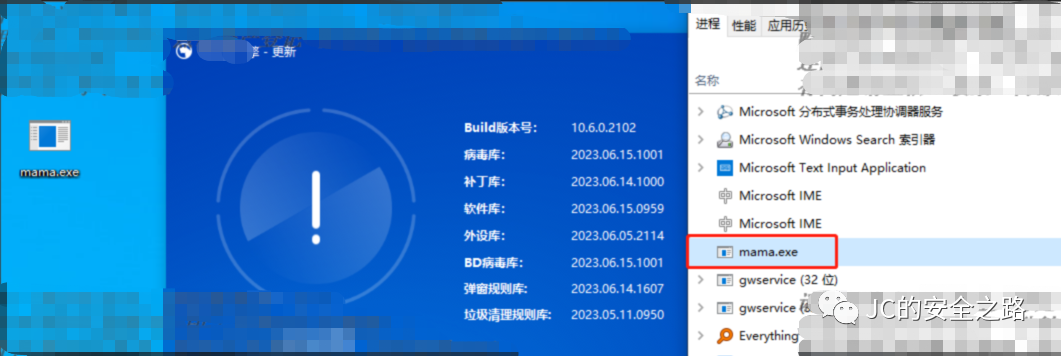 - 更新
mama.exe
Build版本号: 10.6.0.2102
病毒库: 2023.06.15.1001
补丁库: 2023.06.14.1000
软件库: 2023.06.15.0959
外设库: 2023.06.05.2114
BD病毒库: 2023.06.15.1001
弹窗规则库: 2023.06.14.1607
垃圾清理规则库: 2023.05.11.0950
进程 性能 应用历
名称
Microsoft 分布式事务处理协调器服务
Microsoft Windows Search 索引器
Microsoft Text Input Application
Microsoft IME
Microsoft IME
mama.exe
gwservice (32 位)
gwservice
Everything
JC的安全之路